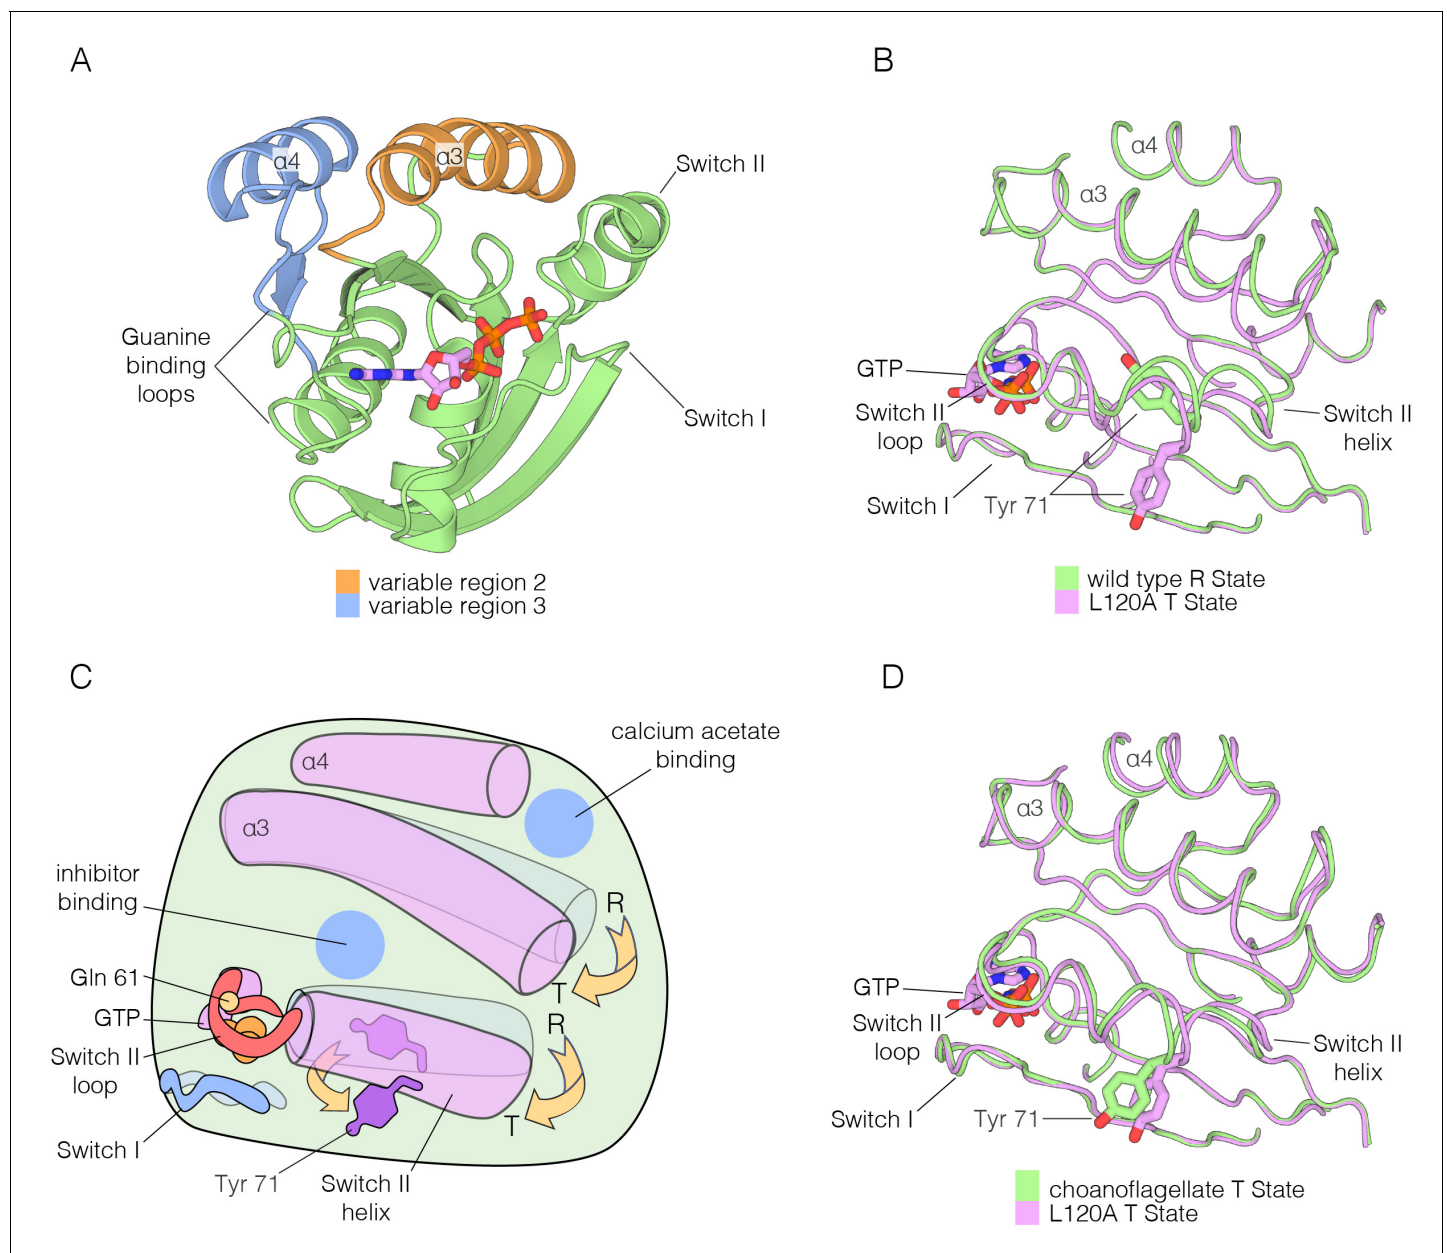 A
α4
α3
Switch II
Guanine
binding
loops
Switch I
variable region 2
variable region 3
B
α4
α3
GTP
Switch II
loop
Switch II
helix
Switch I
Tyr 71
wild type R State
L120A T State
C
calcium acetate
binding
α4
α3
inhibitor
binding
R
T
Gln 61
GTP
R
Switch II
loop
T
Switch I
Tyr 71
Switch II
helix
D
α4
α3
GTP
Switch II
loop
Switch II
helix
Switch I
Tyr 71
choanoflagellate T State
L120A T State